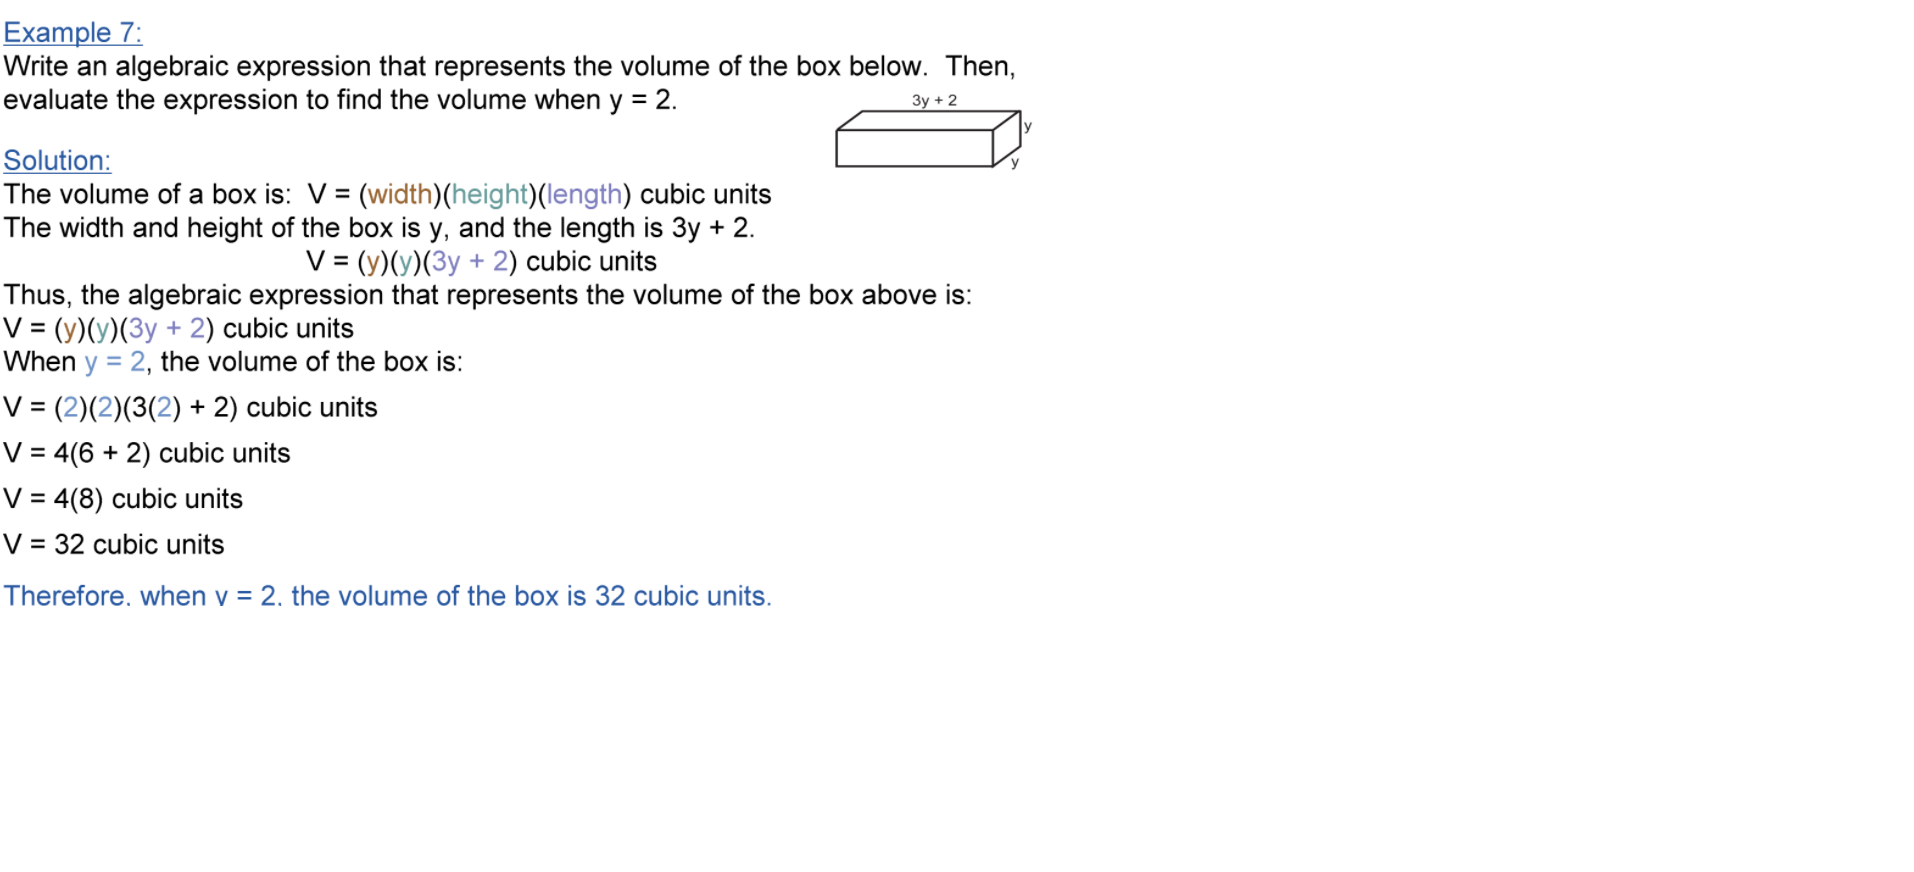 Example 7:
Write an algebraic expression that represents the volume of the box below.  Then,
evaluate the expression to find the volume when y = 2.
3y + 2
y
y
Solution:
The volume of a box is:  V = (width)(height)(length) cubic units
The width and height of the box is y, and the length is 3y + 2.
V = (y)(y)(3y + 2) cubic units
Thus, the algebraic expression that represents the volume of the box above is:
V = (y)(y)(3y + 2) cubic units
When y = 2, the volume of the box is:
V = (2)(2)(3(2) + 2) cubic units
V = 4(6 + 2) cubic units
V = 4(8) cubic units
V = 32 cubic units
Therefore, when y = 2, the volume of the box is 32 cubic units.